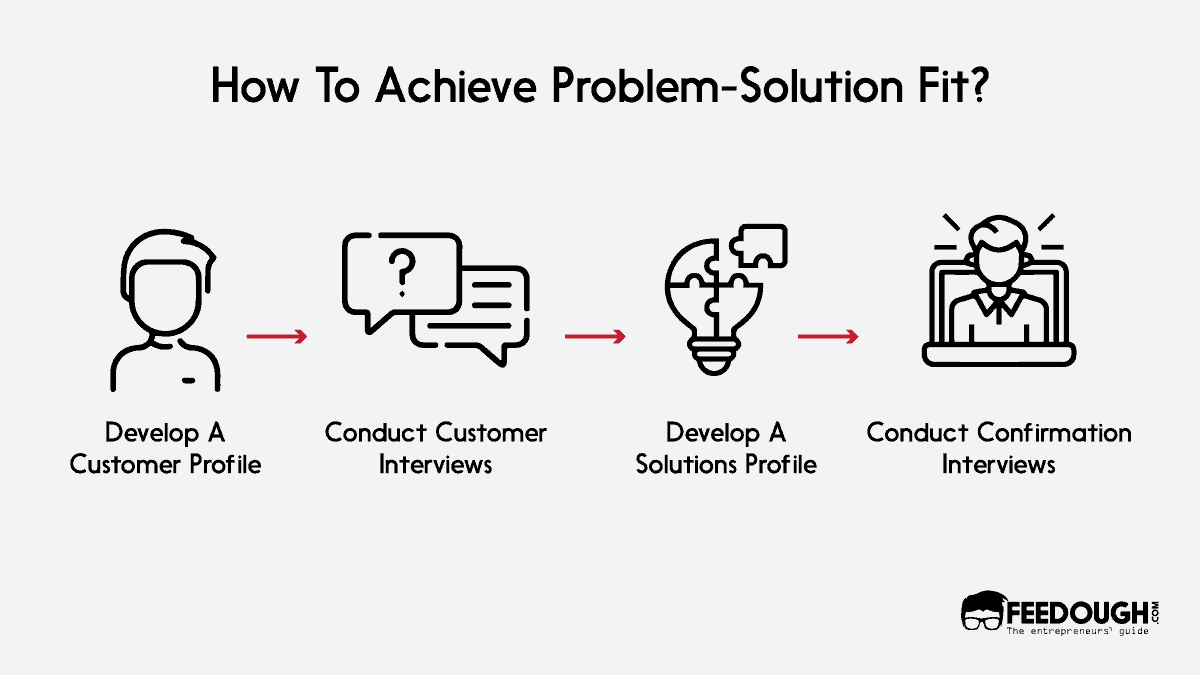 How To Achieve Problem-Solution Fit?
?
Develop A
Customer Profile
Conduct Customer
Interviews
Develop A
Solutions Profile
Conduct Confirmation
Interviews
FEEDOUGH.COM
The entrepreneurs' guide